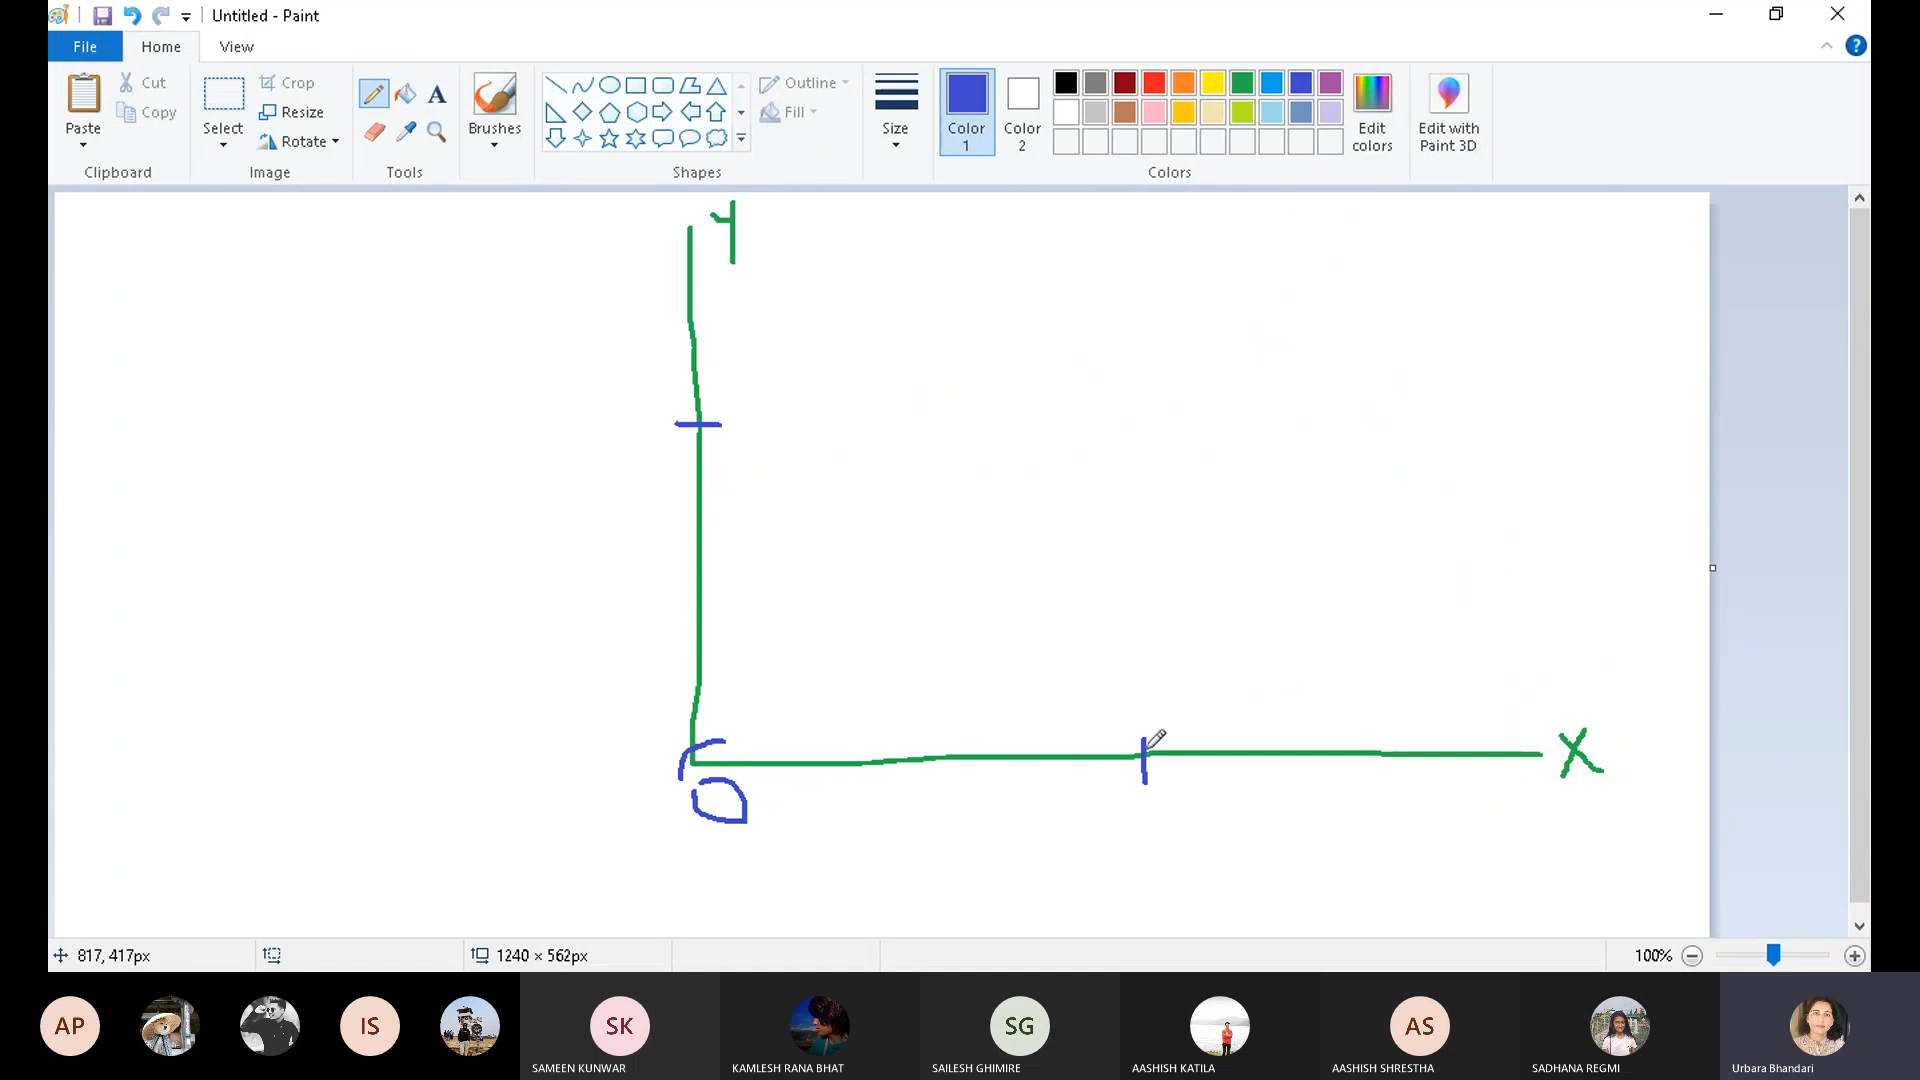 Untitled - Paint
File Home View
Paste
Cut
Copy
Clipboard
Select
Crop
Resize
Rotate
Image
A
Tools
Brushes
Shapes
Outline
Fill
Size
Color 1
Color 2
Edit colors
Colors
Edit with Paint 3D
?
Y
X
O
817, 417px
1240 × 562px
100%
AP
IS
SK
SG
AS
SAMEEN KUNWAR
KAMLESH RANA BHAT
SAILESH GHIMIRE
AASHISH KATILA
AASHISH SHRESTHA
SADHANA REGMI
Urbara Bhandari